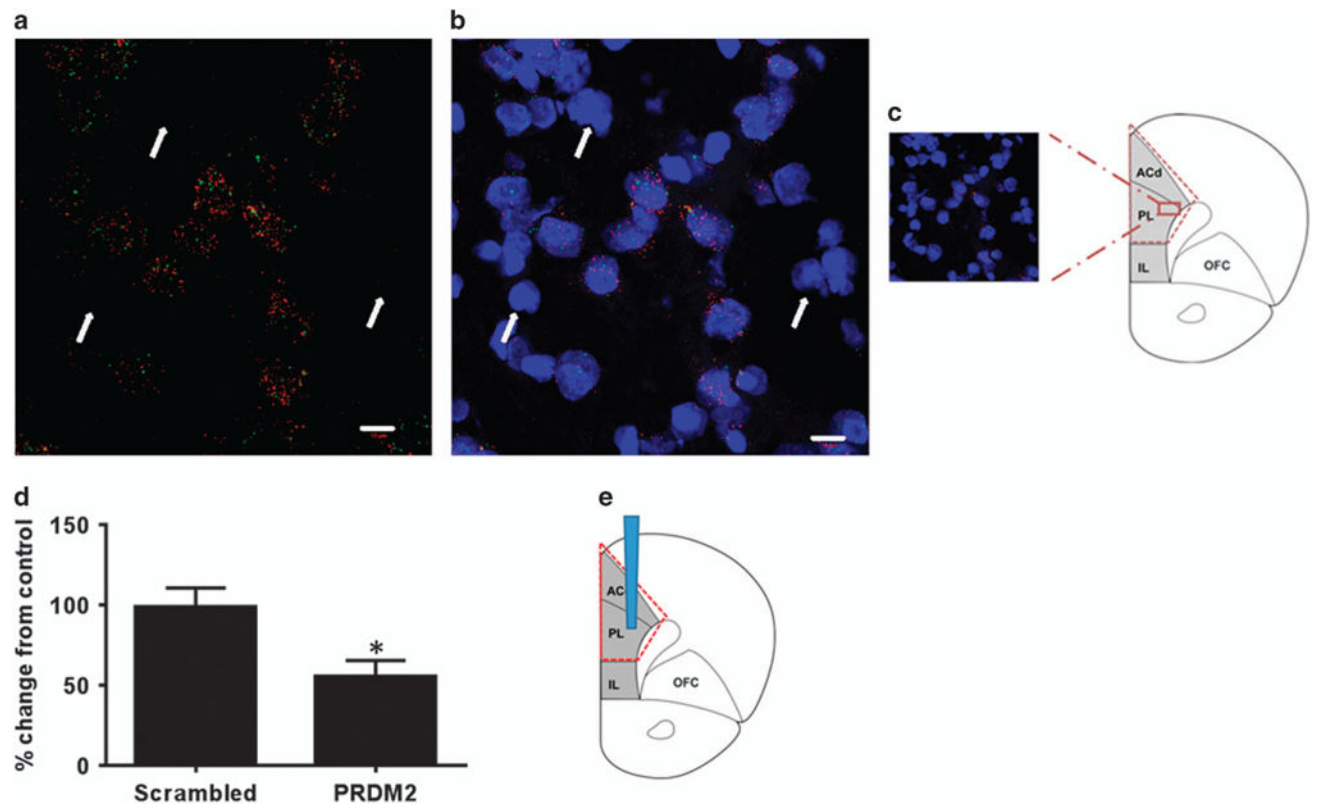 a
b
c
ACd
PL
IL
OFC
d
% change from control
150
100
50
0
*
Scrambled
PRDM2
e
AC
PL
IL
OFC